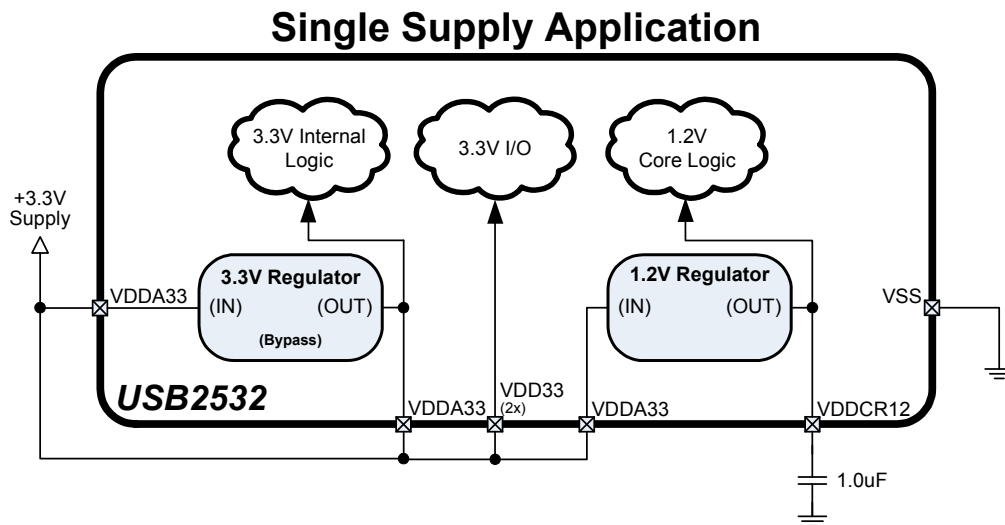 Single Supply Application
3.3V Internal
Logic
3.3V I/O
1.2V
Core Logic
+3.3V
Supply
VDDA33
3.3V Regulator
(IN)
(OUT)
(Bypass)
1.2V Regulator
(IN)
(OUT)
VSS
USB2532
VDDA33
VDD33
(2x)
VDDA33
VDDCR12
1.0uF